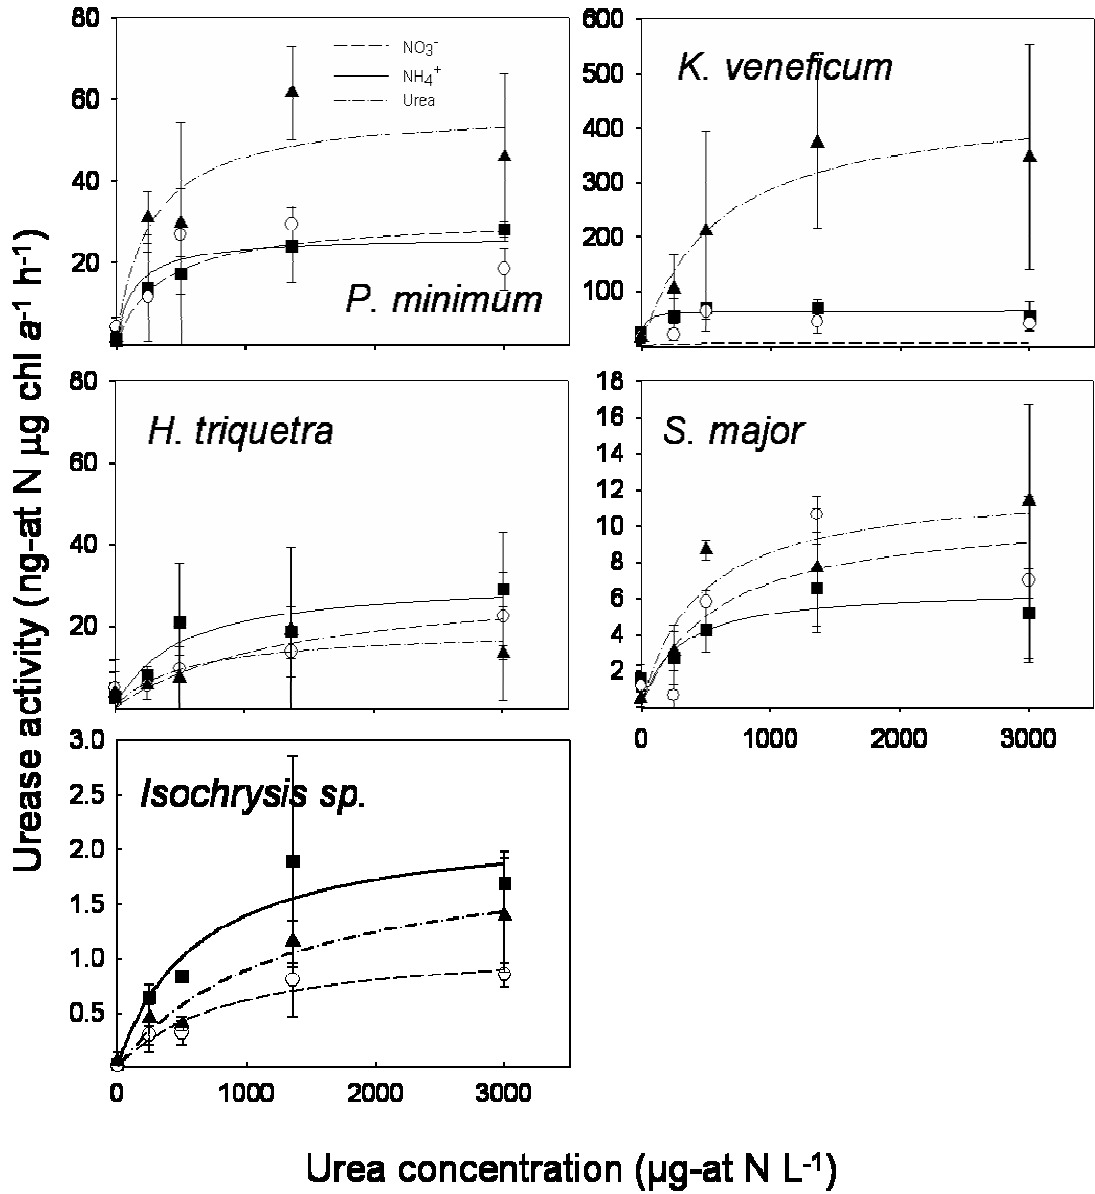 Urease activity (ng-at N µg chl a-1 h-1)
80
60
40
20
NO3-
NH4+
Urea
P. minimum
600
500
400
300
200
100
K. veneficum
80
60
40
20
H. triquetra
18
16
14
12
10
8
6
4
2
S. major
0 1000 2000 3000
3.0
2.5
2.0
1.5
1.0
0.5
Isochrysis sp.
0 1000 2000 3000
Urea concentration (µg-at N L-1)